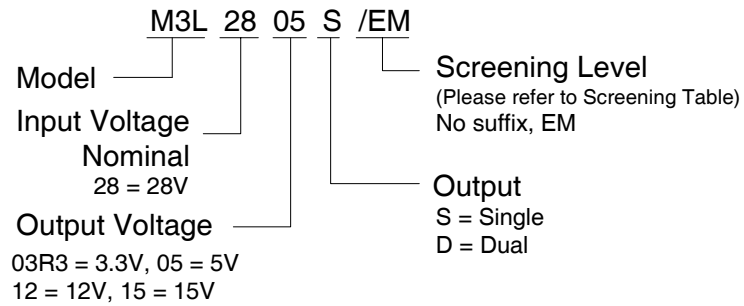 M3L 28 05 S /EM
Model
Input Voltage
Nominal
28 = 28V
Output Voltage
03R3 = 3.3V, 05 = 5V
12 = 12V, 15 = 15V
Screening Level
(Please refer to Screening Table)
No suffix, EM
Output
S = Single
D = Dual